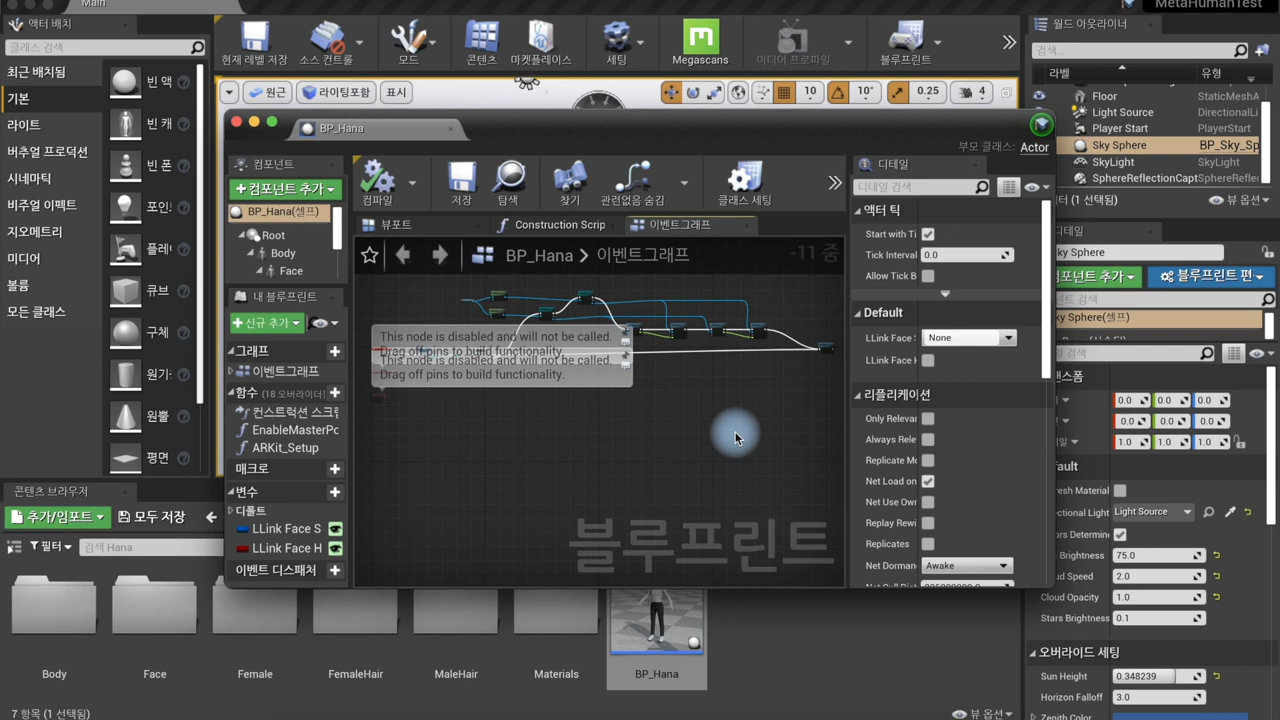 Main
MetaHumanTest
액터 배치
클래스 검색
최근 배치됨
기본
라이트
버추얼 프로덕션
시네마틱
비주얼 이펙트
지오메트리
미디어
볼륨
모든 클래스
빈 액
빈 캐
빈 폰
포인
플레
큐브
구체
원기
원뿔
평면
현재 레벨 저장
소스 컨트롤
모드
콘텐츠
마켓플레이스
세팅
Megascans
미디어 프로파일
블루프린트
원근
라이팅포함
표시
10
10°
0.25
4
월드 아웃라이너
검색...
라벨
유형
Floor
StaticMeshA
Light Source
DirectionalLi
Player Start
PlayerStart
Sky Sphere
BP_Sky_Sp
SkyLight
SkyLight
SphereReflectionCapt
SphereReflec
터 (1 선택됨)
뷰 옵션
BP_Hana
부모 클래스:
Actor
컴포넌트
+컴포넌트 추가
BP_Hana(셀프)
Root
Body
Face
내 블루프린트
신규 추가
그래프
이벤트그래프
함수 (18 오버라이더
컨스트럭션 스크립
EnableMasterPo
ARKit_Setup
매크로
변수
디폴트
LLink Face S
LLink Face H
이벤트 디스패처
컴파일
저장
탐색
찾기
관련없음 숨김
클래스 세팅
뷰포트
Construction Scrip
이벤트그래프
BP_Hana > 이벤트그래프
-11 줌
This node is disabled and will not be called.
Drag off pins to build functionality.
This node is disabled and will not be called.
Drag off pins to build functionality.
블루프린트
디테일
디테일 검색
액터 틱
Start with Ti
Tick Interval
0.0
Allow Tick B
Default
LLink Face S
None
LLink Face H
리플리케이션
Only Relevar
Always Rele
Replicate Mo
Net Load on
Net Use Own
Replay Rewi
Replicates
Net Dorman
Awake
디테일
ky Sphere
포넌트 추가
블루프린트 편
Sky Sphere(셀프)
검색
랜스폼
0.0
0.0
0.0
0.0
0.0
0.0
1.0
1.0
1.0
fault
resh Material
ectional Light
Light Source
ors Determine
Brightness
75.0
ud Speed
2.0
Cloud Opacity
1.0
Stars Brightness
0.1
오버라이드 세팅
Sun Height
0.348239
Horizon Falloff
3.0
Zenith Color
콘텐츠 브라우저
추가/임포트
모두 저장
필터
검색 Hana
Body
Face
Female
FemaleHair
MaleHair
Materials
BP_Hana
7 항목 (1 선택됨)
뷰 옵션